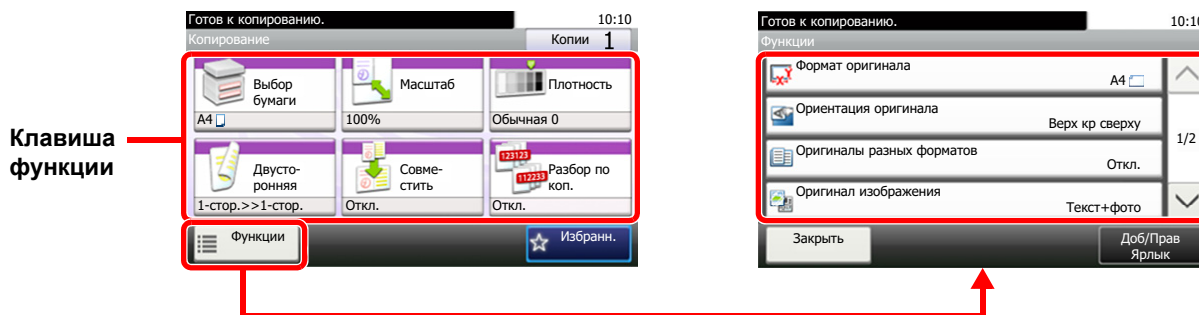 Готов к копированию. 10:10
Копирование Копии 1
Выбор
бумаги
A4
Масштаб
100%
Плотность
Обычная 0
Двусто-
ронняя
1-стор.>>1-стор.
Совме-
стить
Откл.
123123
112233
Разбор по
коп.
Откл.
Функции
Избранн.
Клавиша
функции
Готов к копированию. 10:10
Функции
Формат оригинала
A4
Ориентация оригинала
Верх кр сверху
Оригиналы разных форматов
Откл.
Оригинал изображения
Текст+фото
1/2
Закрыть
Доб/Прав
Ярлык